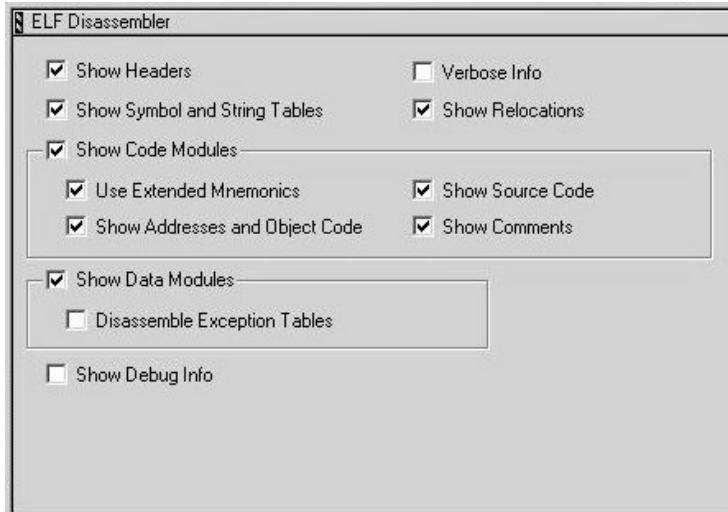 ELF Disassembler
Show Headers
Verbose Info
Show Symbol and String Tables
Show Relocations
Show Code Modules
Use Extended Mnemonics
Show Source Code
Show Addresses and Object Code
Show Comments
Show Data Modules
Disassemble Exception Tables
Show Debug Info